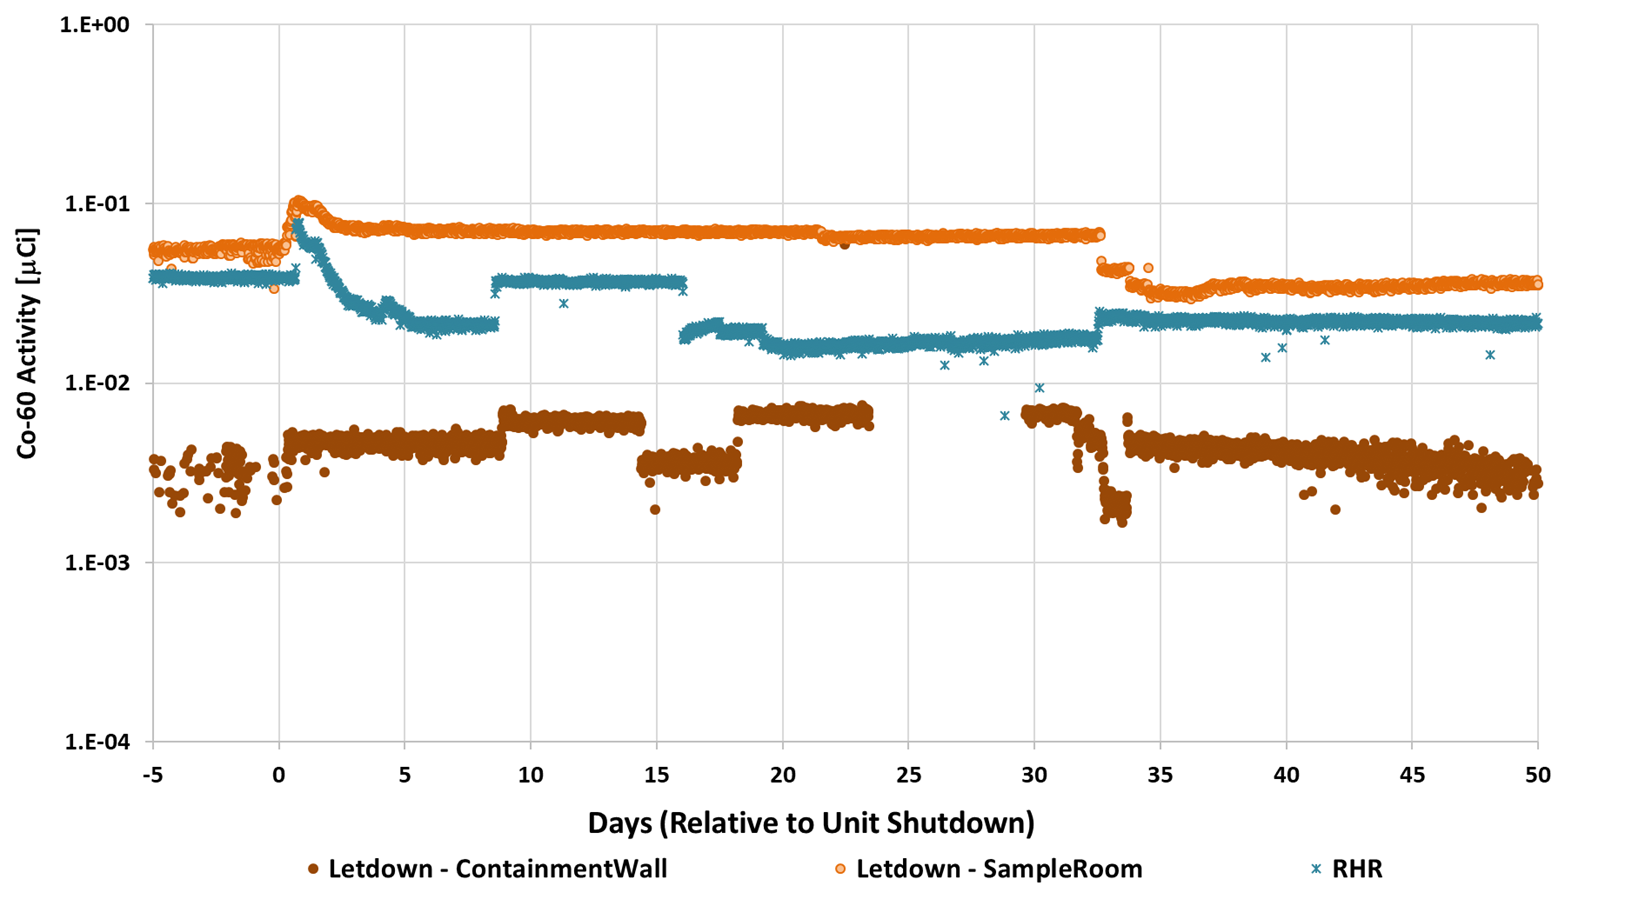 1.E+00
1.E-01
1.E-02
1.E-03
1.E-04
Co-60 Activity [μCi]
-5 0 5 10 15 20 25 30 35 40 45 50
Days (Relative to Unit Shutdown)
Letdown - ContainmentWall Letdown - SampleRoom RHR